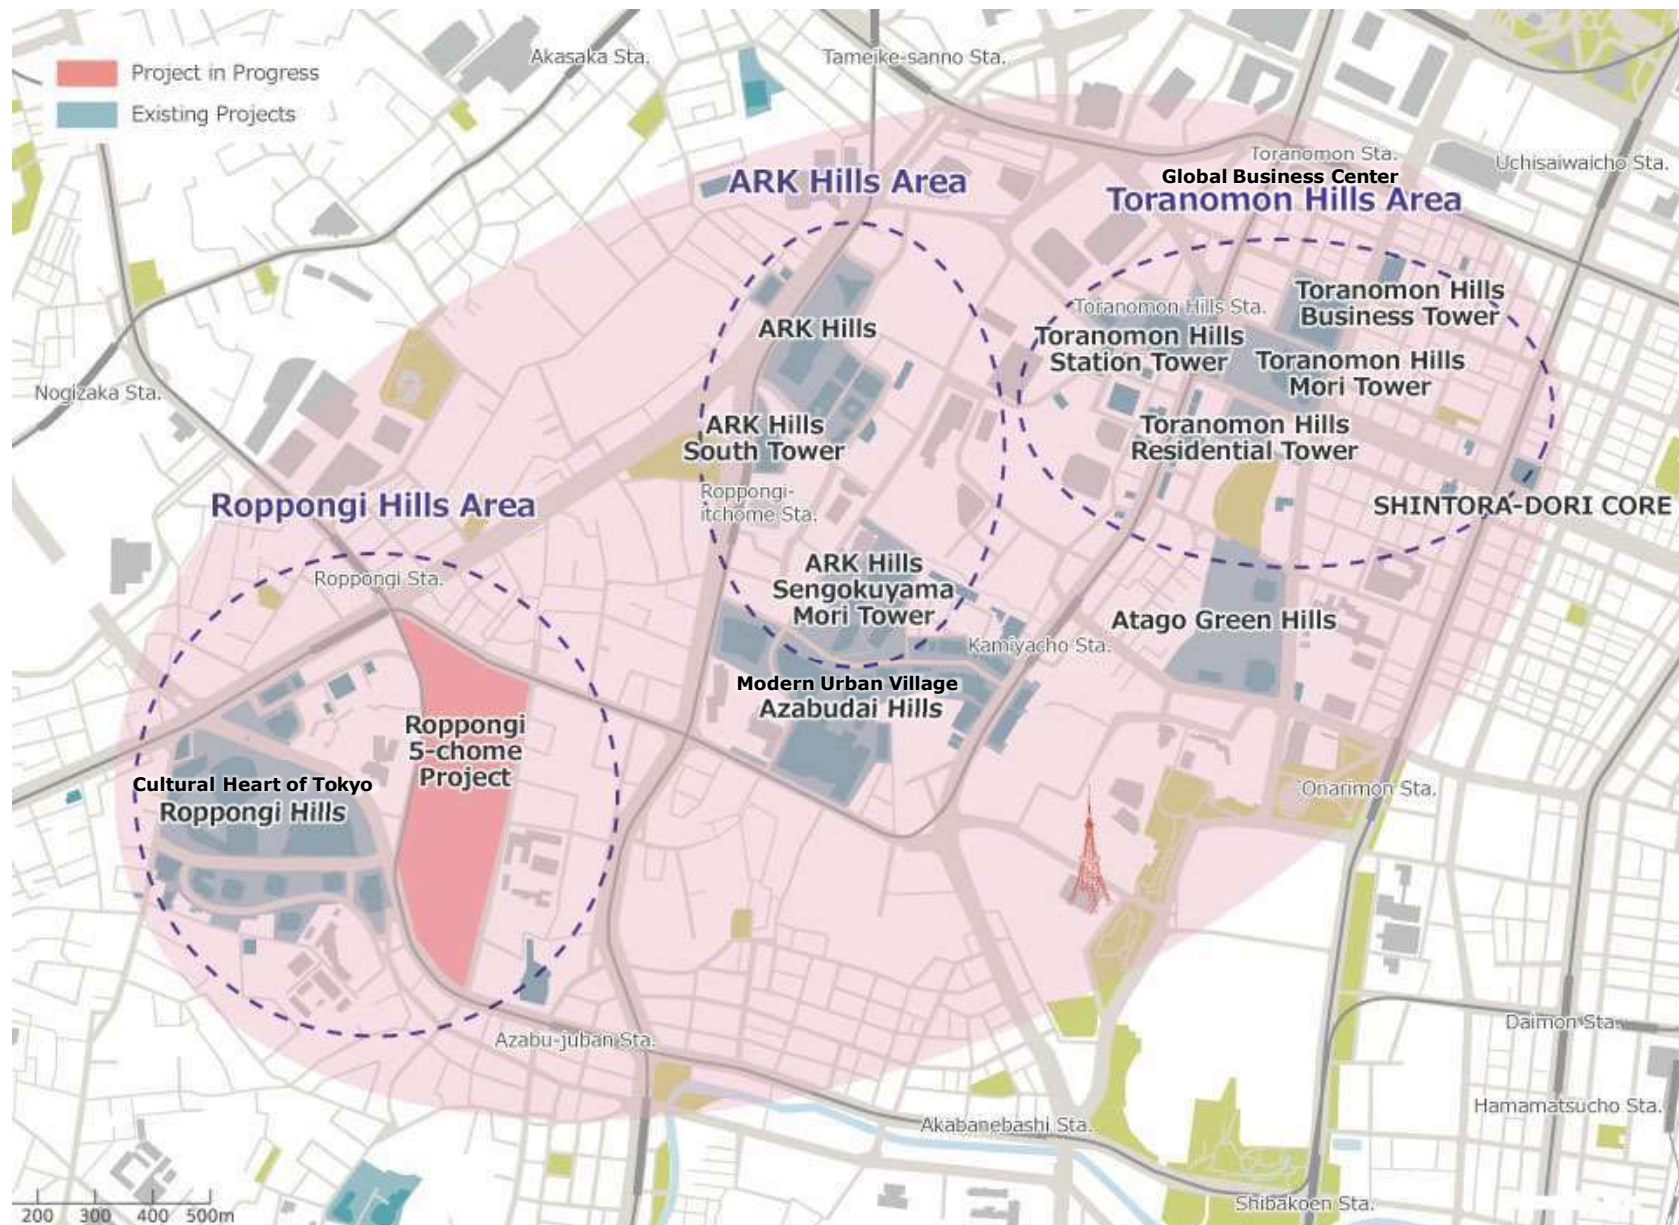 Project in Progress
Existing Projects
Akasaka Sta.
Tameike-sanno Sta.
Toranomon Sta.
Uchisaiwaicho Sta.
ARK Hills Area
Global Business Center
Toranomon Hills Area
Toranomon Hills Sta.
Toranomon Hills
Business Tower
ARK Hills
Toranomon Hills
Station Tower
Toranomon Hills
Mori Tower
Nogizaka Sta.
ARK Hills
South Tower
Toranomon Hills
Residential Tower
Roppongi-
itchome Sta.
Roppongi Hills Area
SHINTORA-DORI CORE
Roppongi Sta.
ARK Hills
Sengokuyama
Mori Tower
Atago Green Hills
Kamiyacho Sta.
Modern Urban Village
Azabudai Hills
Roppongi
5-chome
Project
Cultural Heart of Tokyo
Roppongi Hills
Onarimon Sta.
Azabu-juban Sta.
Daimon Sta.
Akabanebashi Sta.
Hamamatsucho Sta.
Shibakoen Sta.
200 300 400 500m